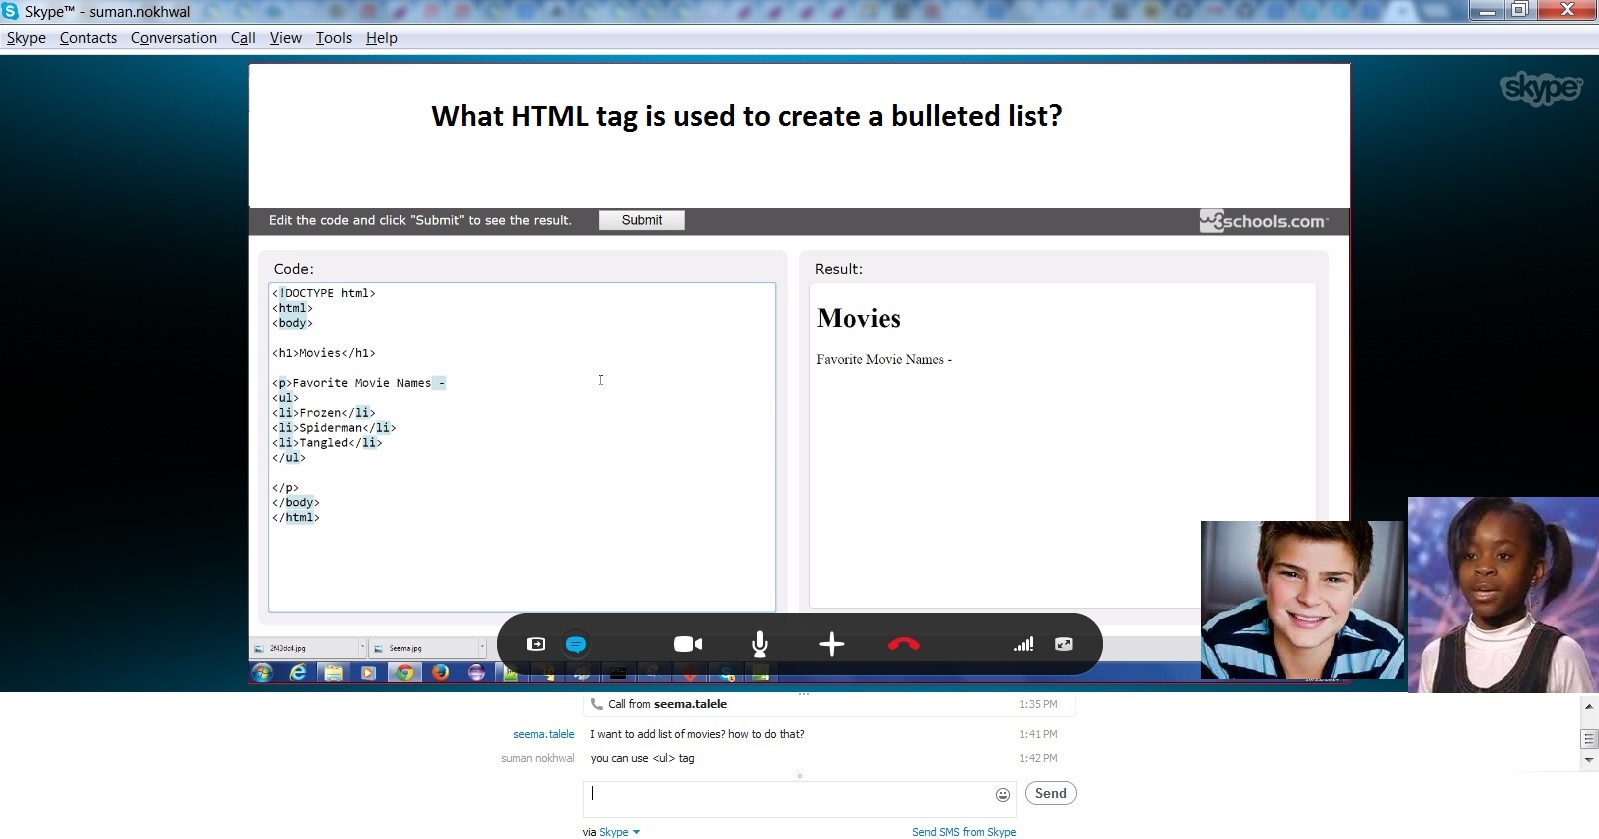 Skype™ - suman.nokhwal
Skype Contacts Conversation Call View Tools Help
skype™
What HTML tag is used to create a bulleted list?
Edit the code and click "Submit" to see the result. Submit
w3schools.com
Code:
<!DOCTYPE html>
<html>
<body>
<h1>Movies</h1>
<p>Favorite Movie Names -
<ul>
<li>Frozen</li>
<li>Spiderman</li>
<li>Tangled</li>
</ul>
</p>
</body>
</html>
Result:
Movies
Favorite Movie Names -
Seema.jpg
Call from seema.talele 1:35 PM
seema.talele I want to add list of movies? how to do that? 1:41 PM
suman nokhwal you can use <ul> tag 1:42 PM
Send
via Skype Send SMS from Skype